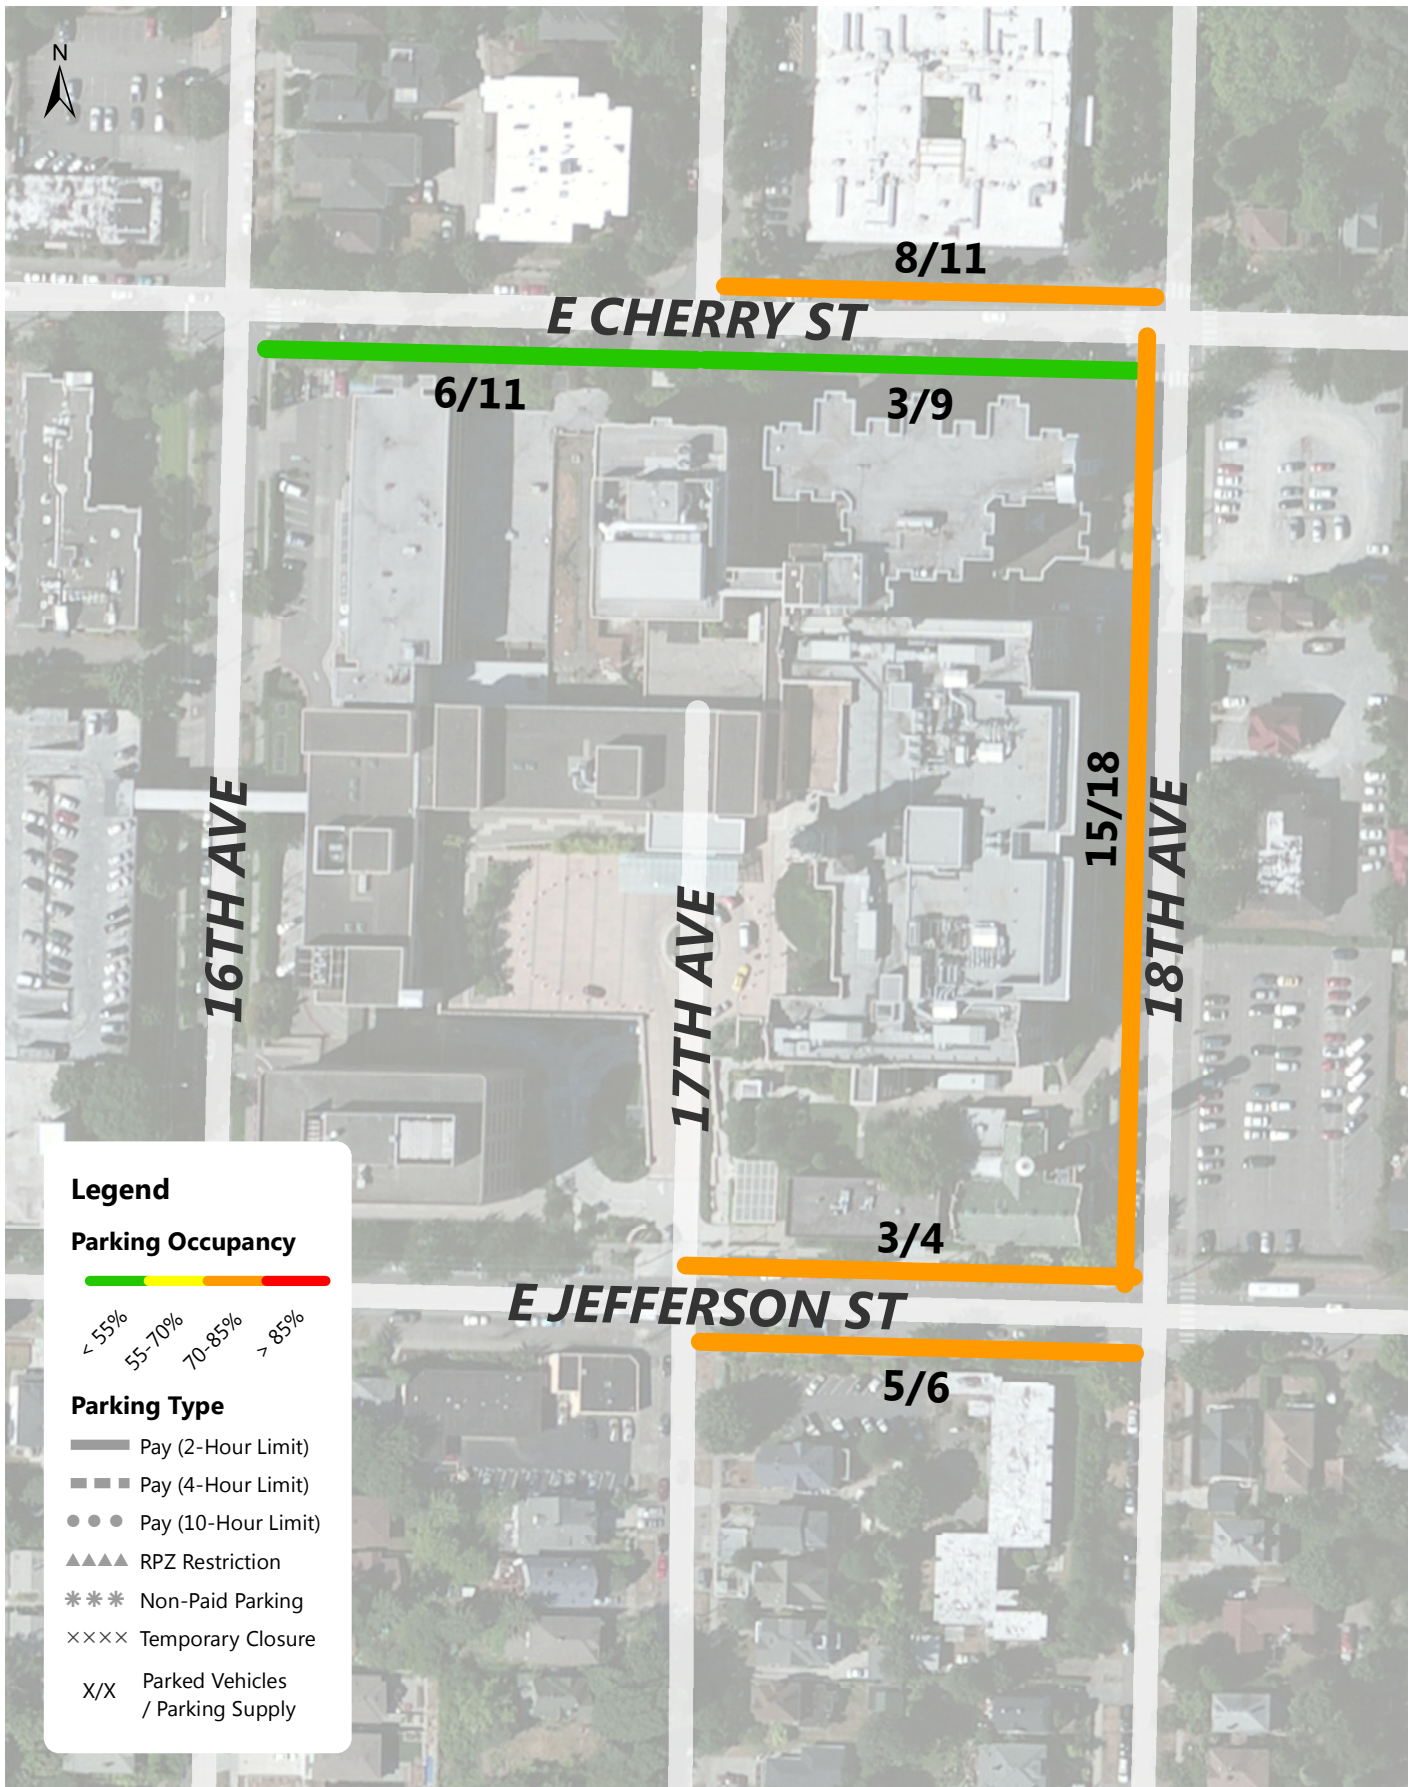 N
8/11
E CHERRY ST
6/11
3/9
15/18
16TH AVE
17TH AVE
18TH AVE
3/4
E JEFFERSON ST
5/6
Legend
Parking Occupancy
< 55%
55-70%
70-85%
> 85%
Parking Type
Pay (2-Hour Limit)
Pay (4-Hour Limit)
Pay (10-Hour Limit)
RPZ Restriction
Non-Paid Parking
Temporary Closure
X/X Parked Vehicles
/ Parking Supply